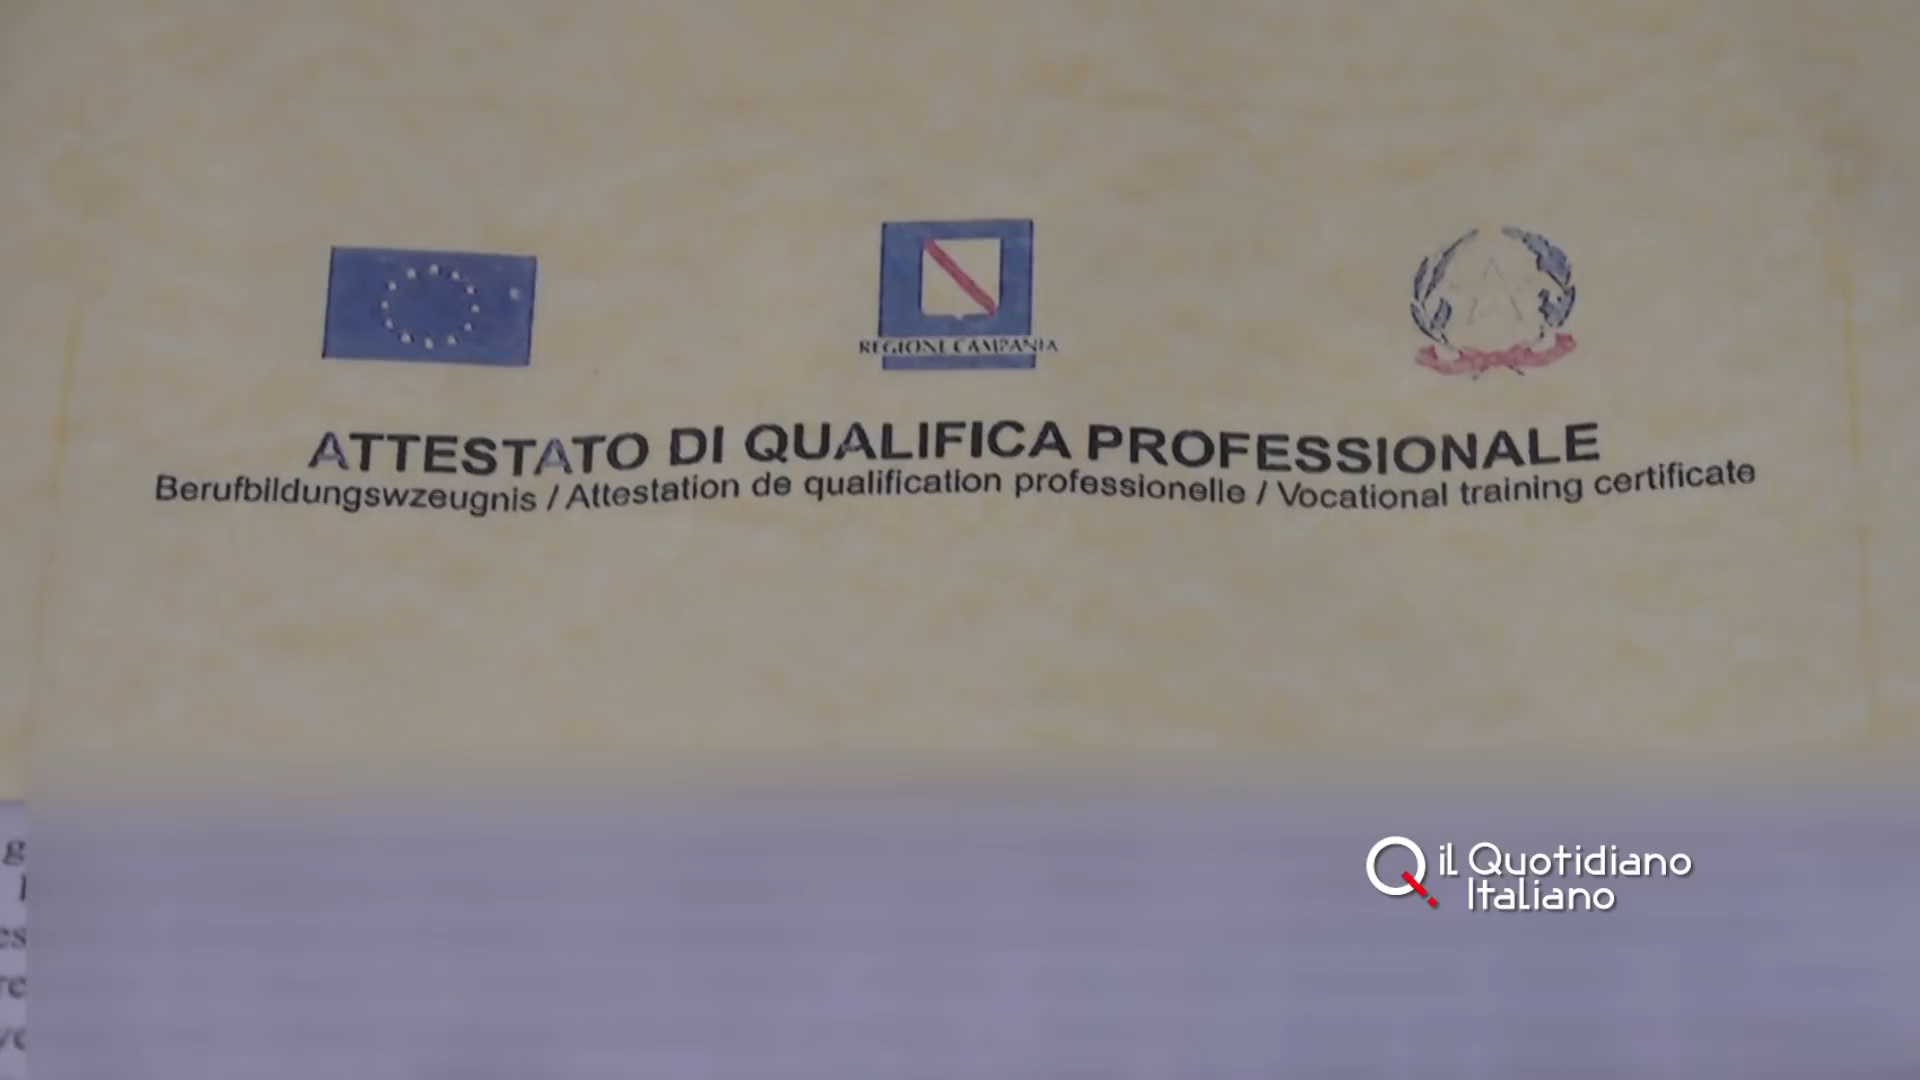 REGIONE CAMPANIA
ATTESTATO DI QUALIFICA PROFESSIONALE
Berufbildungswzeugnis / Attestation de qualification professionelle / Vocational training certificate
il Quotidiano
Italiano